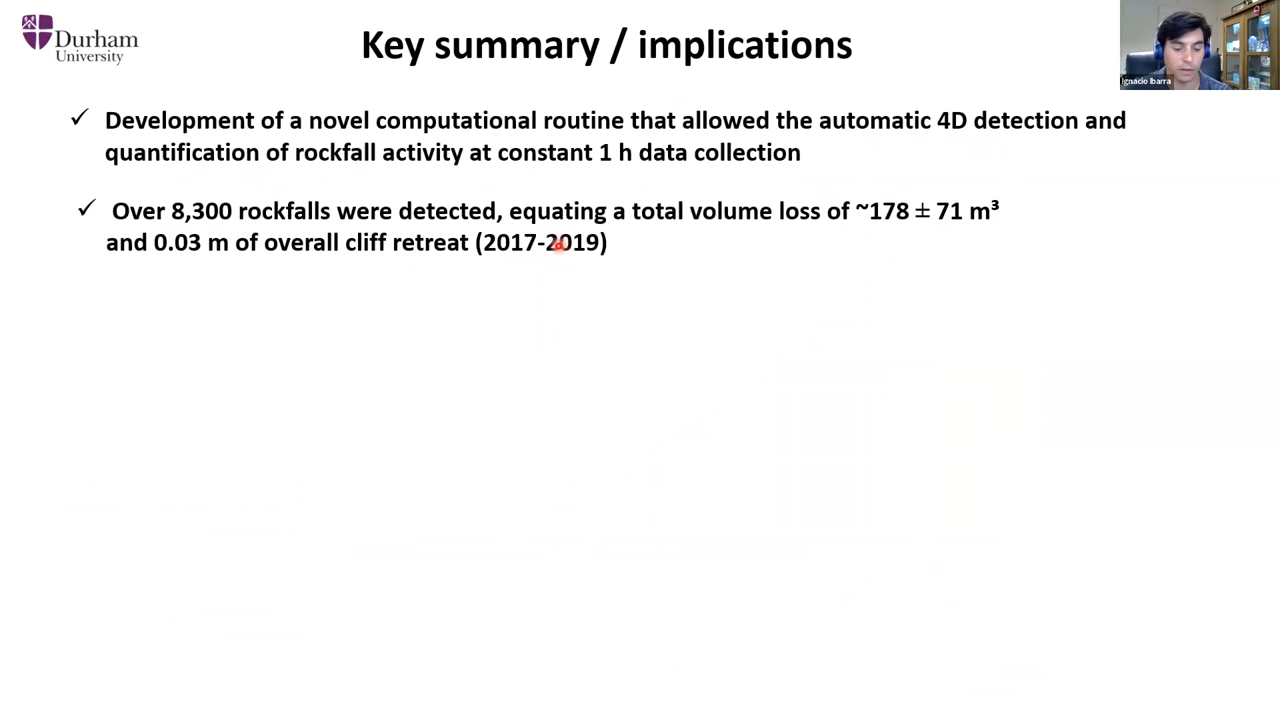 Durham
University
Key summary / implications
Ignacio Ibarra
✓ Development of a novel computational routine that allowed the automatic 4D detection and
quantification of rockfall activity at constant 1 h data collection
✓ Over 8,300 rockfalls were detected, equating a total volume loss of ~178 ± 71 m³
and 0.03 m of overall cliff retreat (2017-2019)